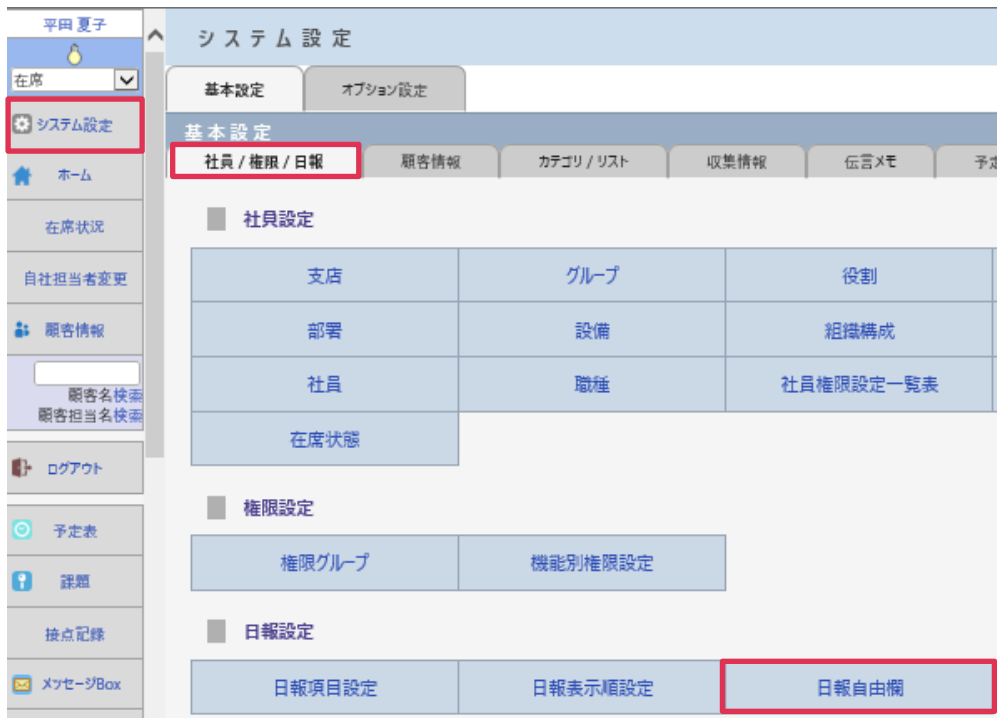 平田 夏子
在席
システム設定
ホーム
在席状況
自社担当者変更
顧客情報
顧客名検索
顧客担当名検索
ログアウト
予定表
課題
接点記録
メッセージBox
システム設定
基本設定 オプション設定
基本設定
社員 / 権限 / 日報 顧客情報 カテゴリ / リスト 収集情報 伝言メモ 予定
社員設定
支店 グループ 役割
部署 設備 組織構成
社員 職種 社員権限設定一覧表
在席状態
権限設定
権限グループ 機能別権限設定
日報設定
日報項目設定 日報表示順設定 日報自由欄